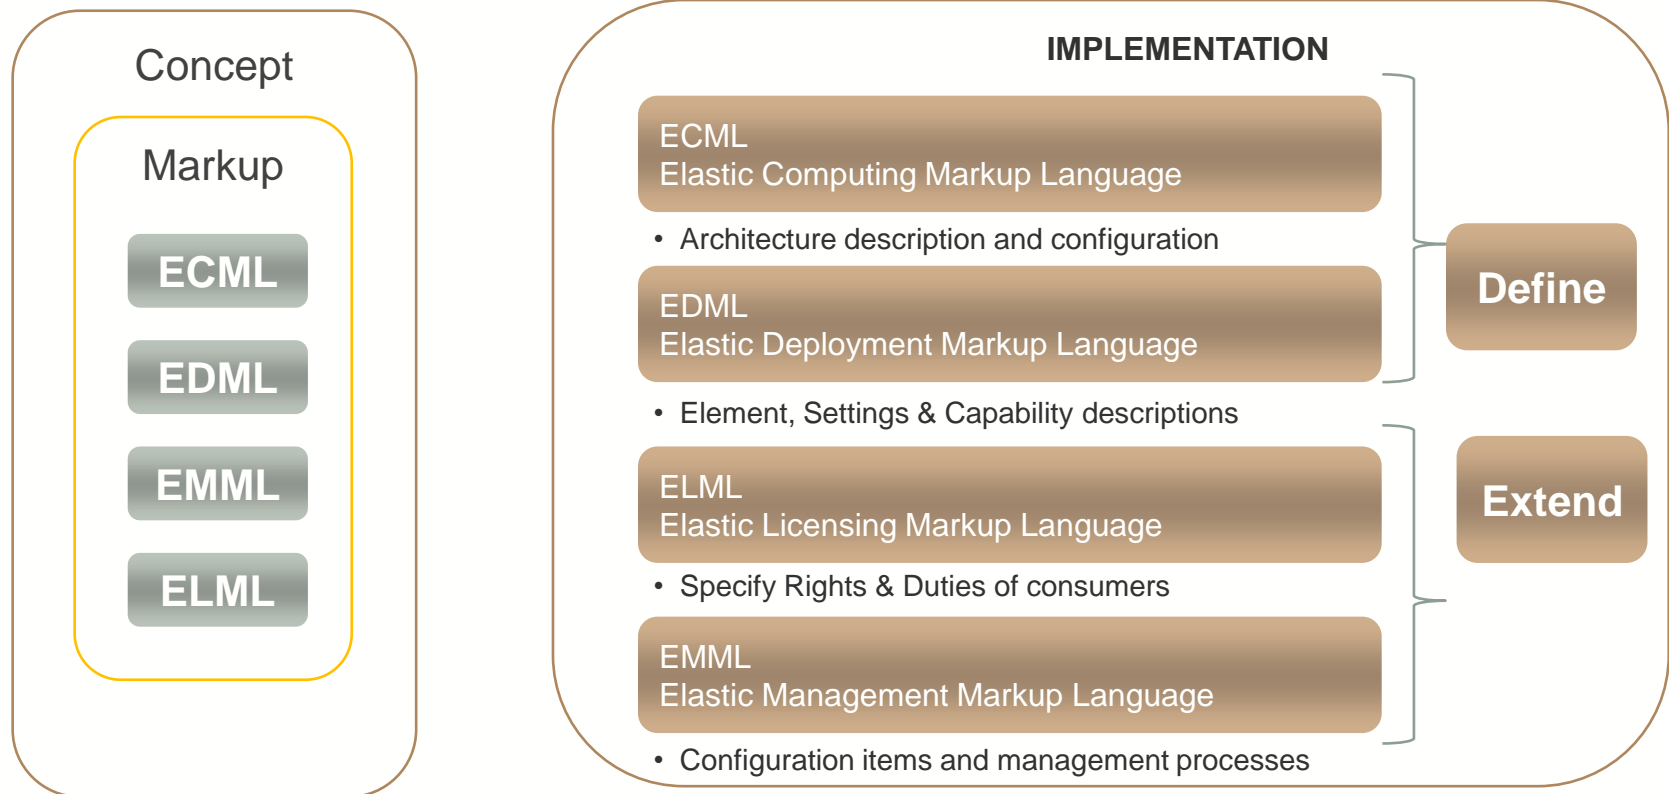 Concept
Markup
ECML
EDML
EMML
ELML
IMPLEMENTATION
ECML
Elastic Computing Markup Language
• Architecture description and configuration
EDML
Elastic Deployment Markup Language
• Element, Settings & Capability descriptions
ELML
Elastic Licensing Markup Language
• Specify Rights & Duties of consumers
EMML
Elastic Management Markup Language
• Configuration items and management processes
Define
Extend